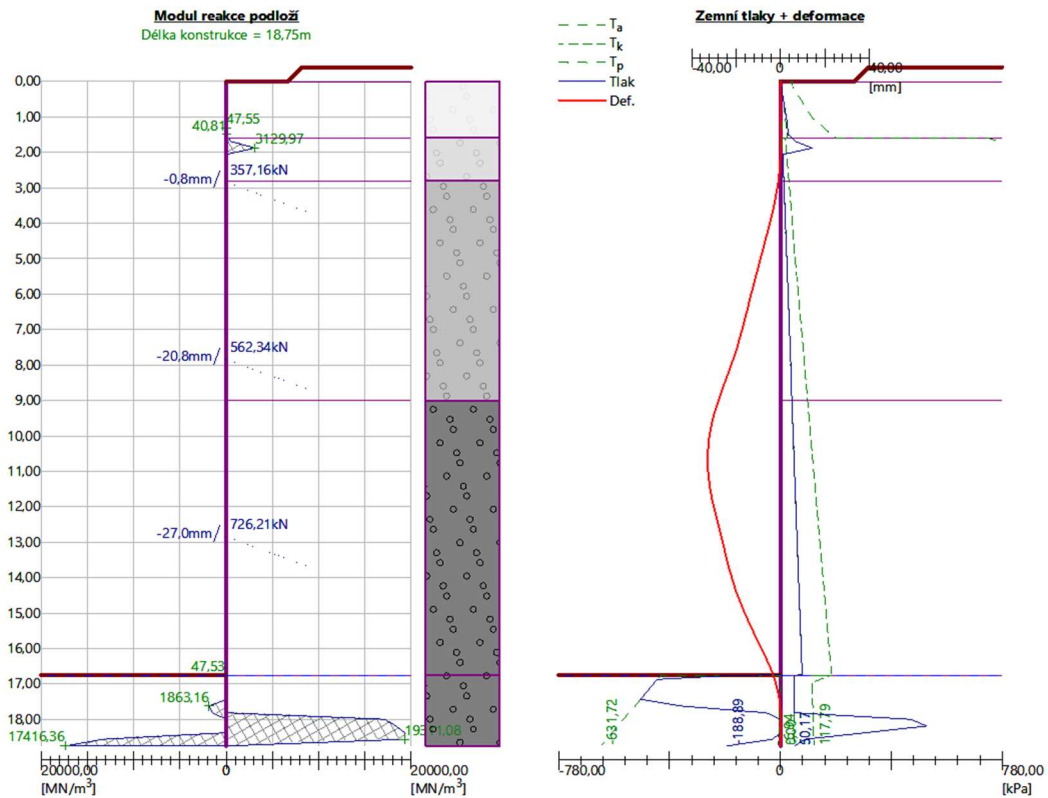 Modul reakce podloží
Délka konstrukce = 18,75m
0,00
1,00
2,00
3,00
4,00
5,00
6,00
7,00
8,00
9,00
10,00
11,00
12,00
13,00
14,00
15,00
16,00
17,00
18,00
47,55
40,81
3129,97
-0,8mm
357,16kN
-20,8mm
562,34kN
-27,0mm
726,21kN
47,53
1863,16
17416,36
20000,00
0
20000,00
[MN/m³]
[MN/m³]
Zemní tlaky + deformace
Ta
Tk
Tp
Tlak
Def.
-40,00
0
40,00
[mm]
-631,72
-188,89
50,17
117,79
-780,00
0
780,00
[kPa]